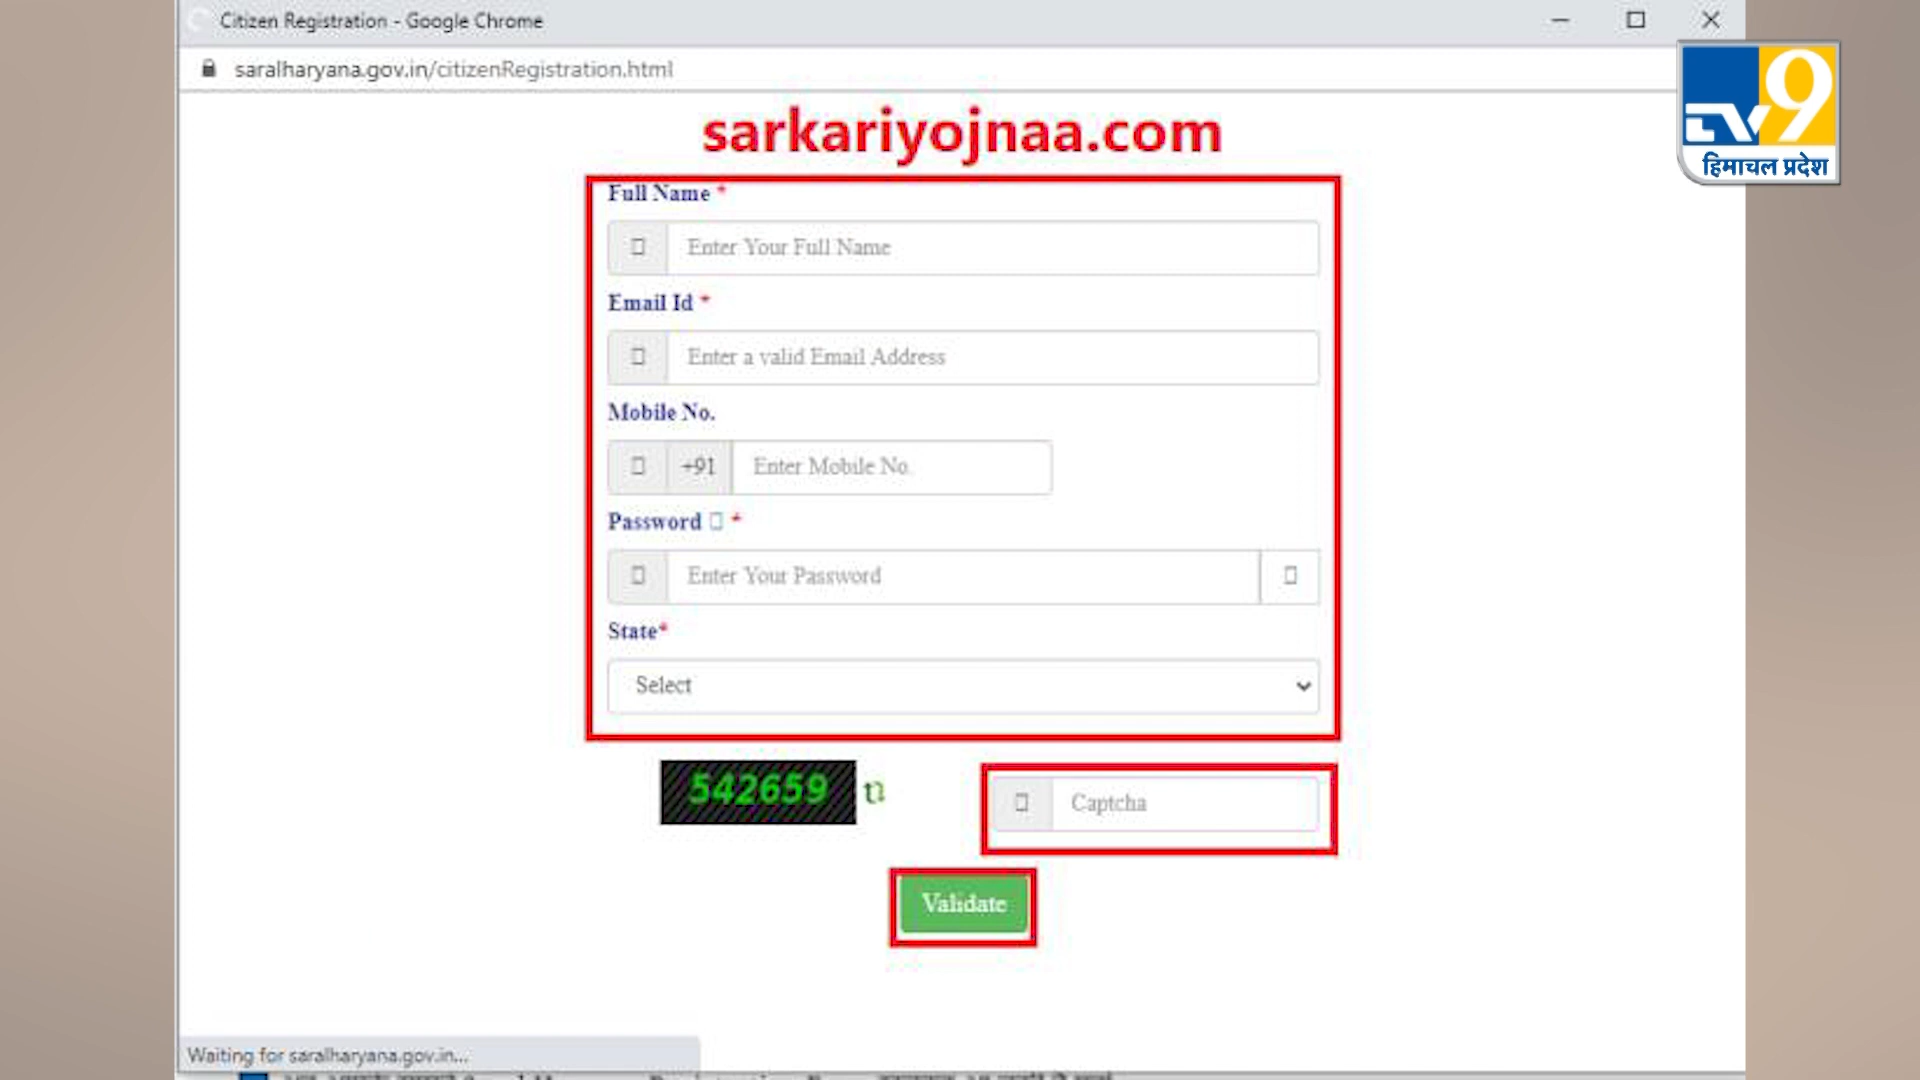 Citizen Registration - Google Chrome
saralharyana.gov.in/citizenRegistration.html
TV9
हिमाचल प्रदेश
sarkariyojnaa.com
Full Name *
Enter Your Full Name
Email Id *
Enter a valid Email Address
Mobile No.
+91 Enter Mobile No.
Password *
Enter Your Password
State*
Select
542659
Captcha
Validate
Waiting for saralharyana.gov.in...